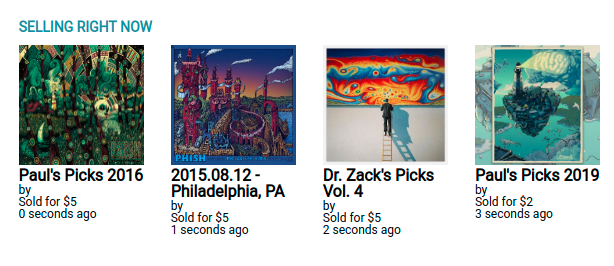 SELLING RIGHT NOW
PHISH
Paul's Picks 2016
by
Sold for $5
0 seconds ago
2015.08.12 -
Philadelphia, PA
by
Sold for $5
1 seconds ago
Dr. Zack's Picks
Vol. 4
by
Sold for $5
2 seconds ago
Paul's Picks 2019
by
Sold for $2
3 seconds ago